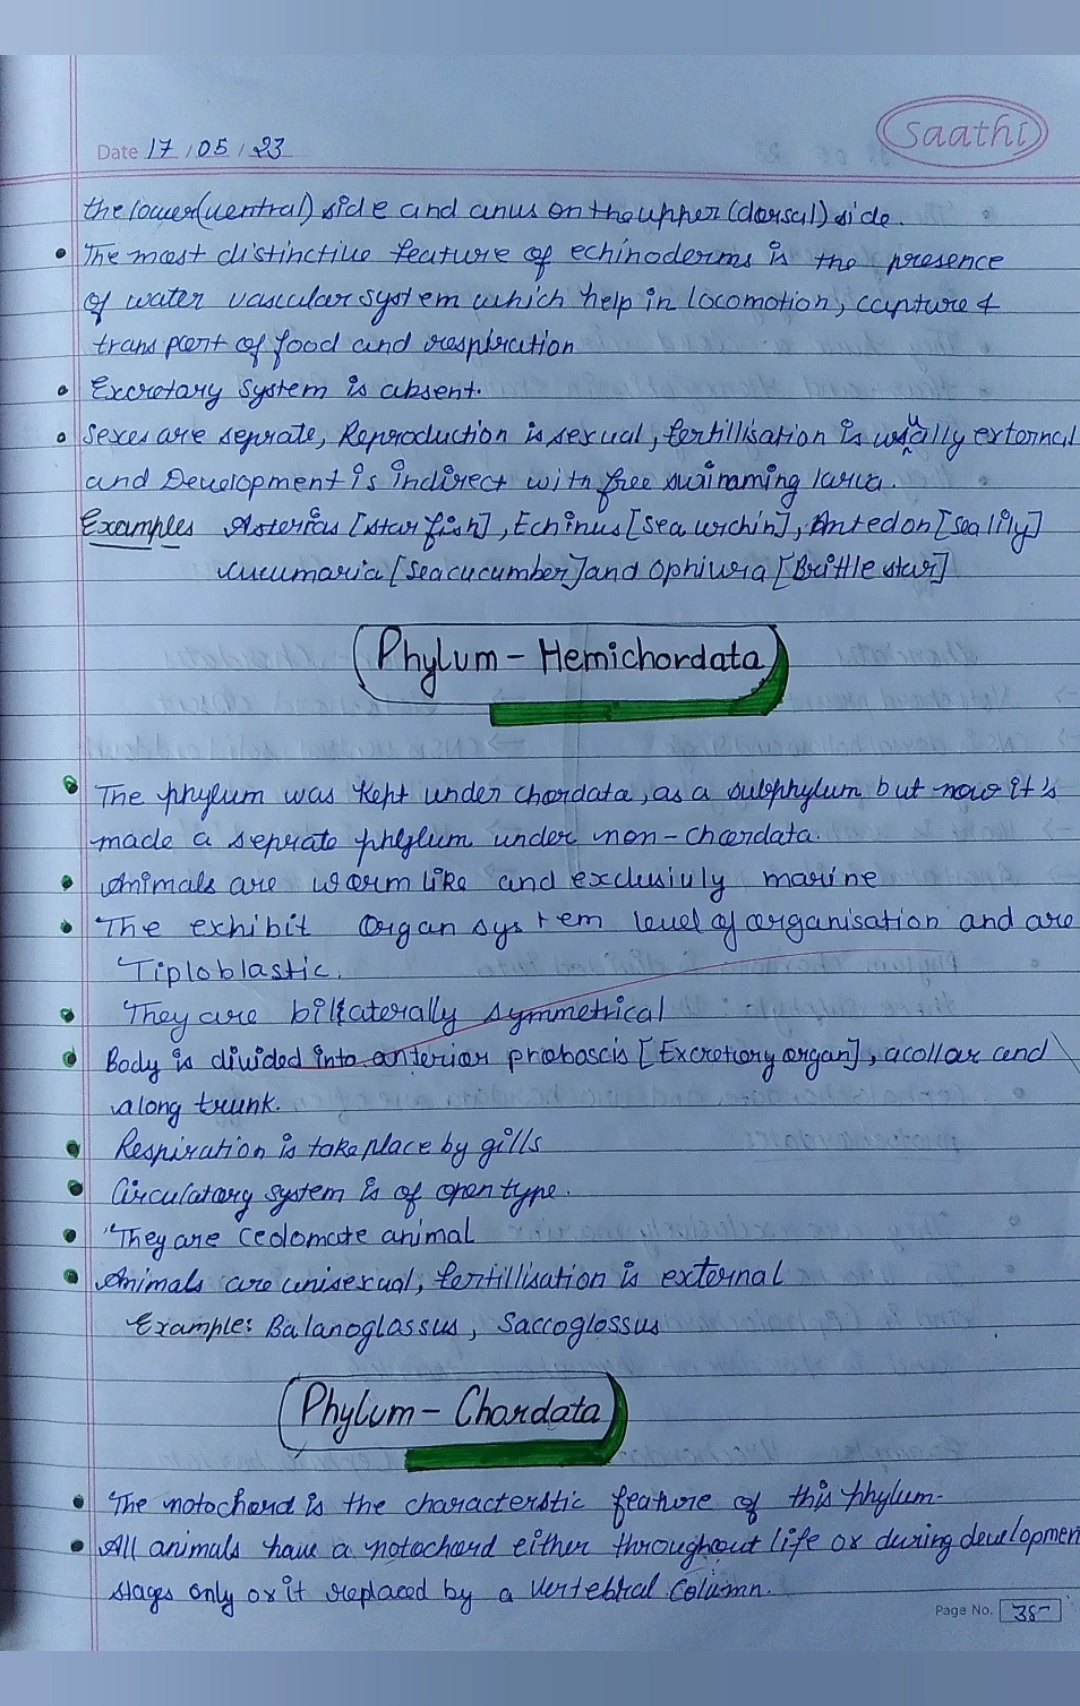 Saathi
Date 17 / 05 / 23
the lower(ventral) side and anus on the upper (dorsal) side.
• The most distinctive feature of echinoderms is the presence
of water vascular system which help in locomotion, capture &
transport of food and respiration
• Excretary System is absent.
• Sexes are seprate, Reproduction is sexual, fertillisation is usually external
and Development is indirect with free swimming larva.
Examples Asterias [star fish], Echinus [Sea urchin], Antedon [Sea lily]
Cucumaria [Sea cucumber] and Ophiura [Brittle star]
Phylum - Hemichordata
• The phylum was kept under chordata, as a subphylum but now it's
made a seprate phylum under non-chordata.
• Animals are worm like and exclusiuly marine
• The exhibit Organ system level of organisation and are
Tiploblastic.
• They are bilaterally symmetrical
• Body is divided into anterior proboscis [Excretiory organ], a collar and
along trunk.
• Respiration is take place by gills
• Circulatory system is of open type.
• They are Ceolomate animal
• Animals are unisexual, fertillisation is external
Example: Balanoglossus, Saccoglossus
Phylum - Chordata
• The notochord is the characterstic feature of this phylum.
• All animals have a notochord either throughout life or during developmen
stages only or it replaced by a Vertebral Column.
Page No. 38